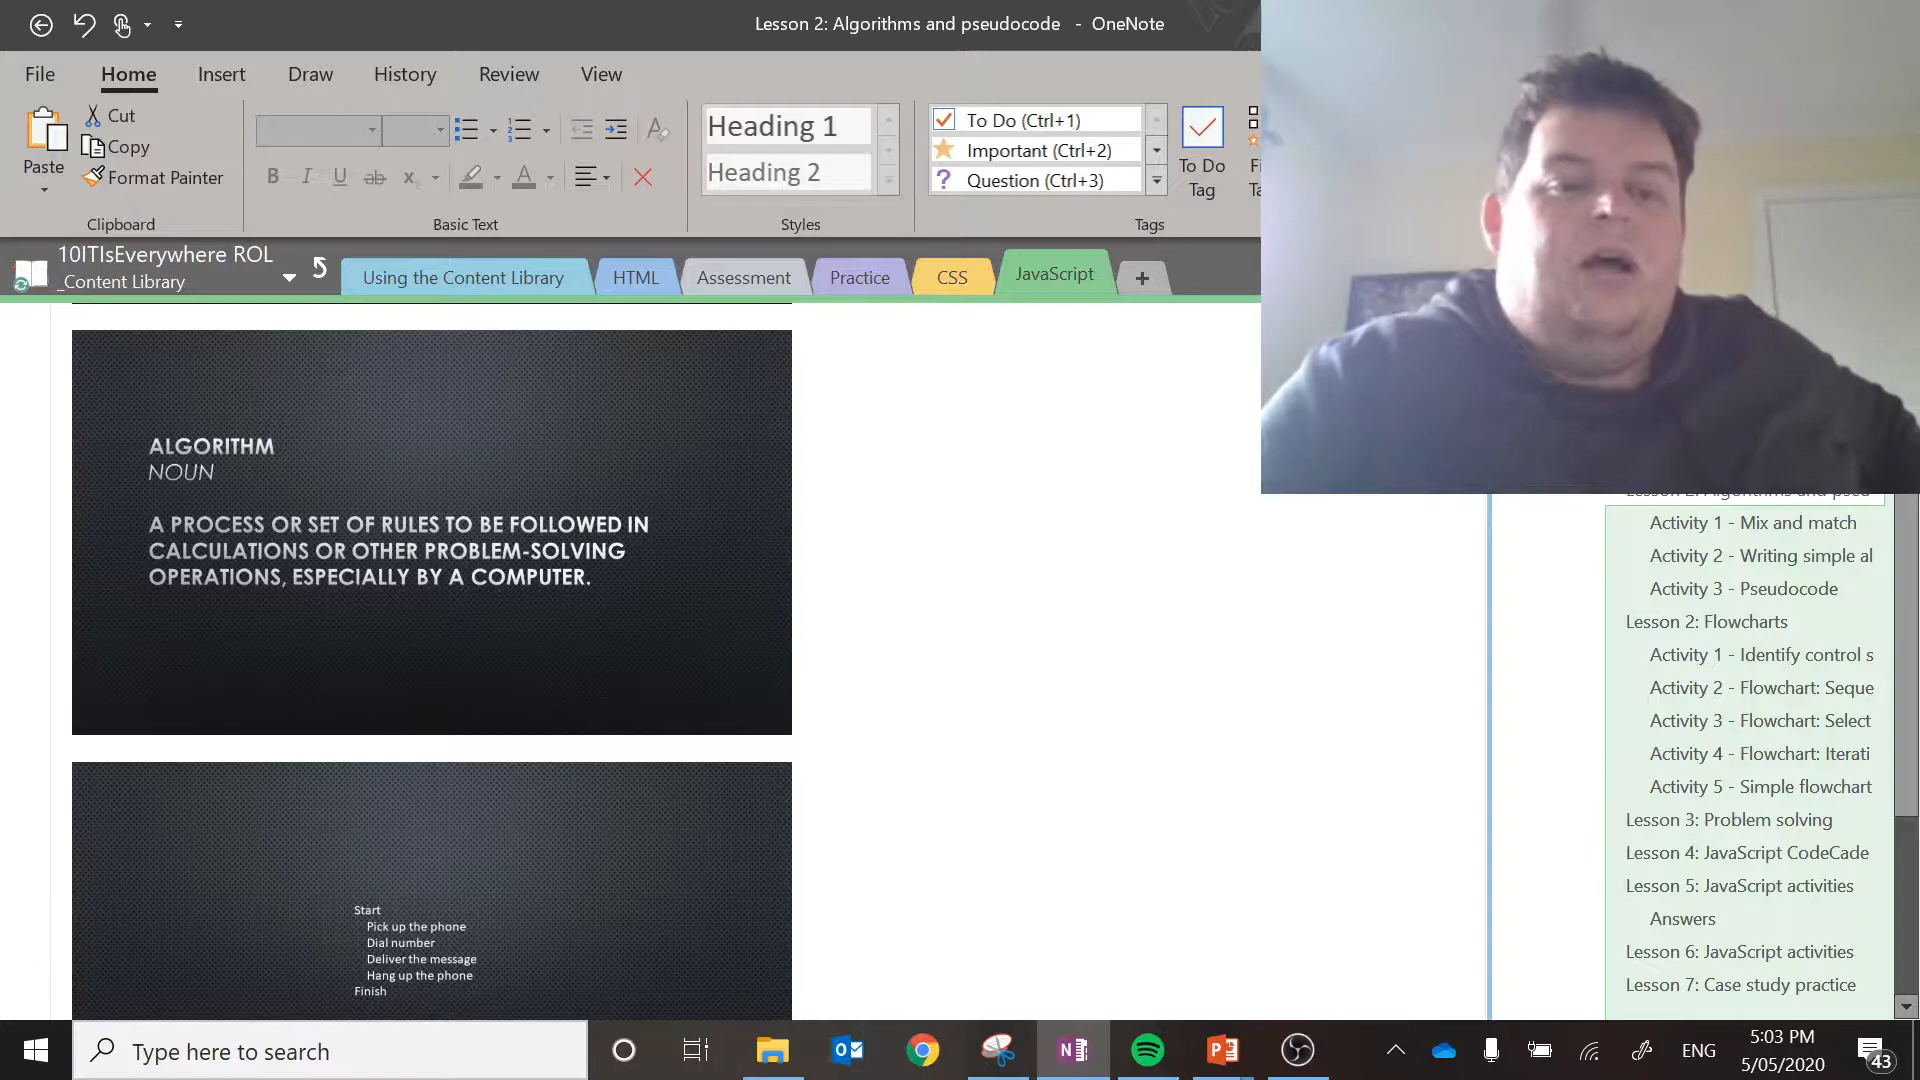 Lesson 2: Algorithms and pseudocode - OneNote
File Home Insert Draw History Review View
Paste
Cut
Copy
Format Painter
Clipboard
B I U ab x
A
Basic Text
Heading 1
Heading 2
Styles
To Do (Ctrl+1)
Important (Ctrl+2)
Question (Ctrl+3)
To Do
Tag
Tags
10ITIsEverywhere ROL
_Content Library
Using the Content Library HTML Assessment Practice CSS JavaScript +
ALGORITHM
NOUN
A PROCESS OR SET OF RULES TO BE FOLLOWED IN
CALCULATIONS OR OTHER PROBLEM-SOLVING
OPERATIONS, ESPECIALLY BY A COMPUTER.
Start
Pick up the phone
Dial number
Deliver the message
Hang up the phone
Finish
Lesson 2: Algorithms and pseud
Activity 1 - Mix and match
Activity 2 - Writing simple al
Activity 3 - Pseudocode
Lesson 2: Flowcharts
Activity 1 - Identify control s
Activity 2 - Flowchart: Seque
Activity 3 - Flowchart: Select
Activity 4 - Flowchart: Iterati
Activity 5 - Simple flowchart
Lesson 3: Problem solving
Lesson 4: JavaScript CodeCade
Lesson 5: JavaScript activities
Answers
Lesson 6: JavaScript activities
Lesson 7: Case study practice
Type here to search
ENG
5:03 PM
5/05/2020
43